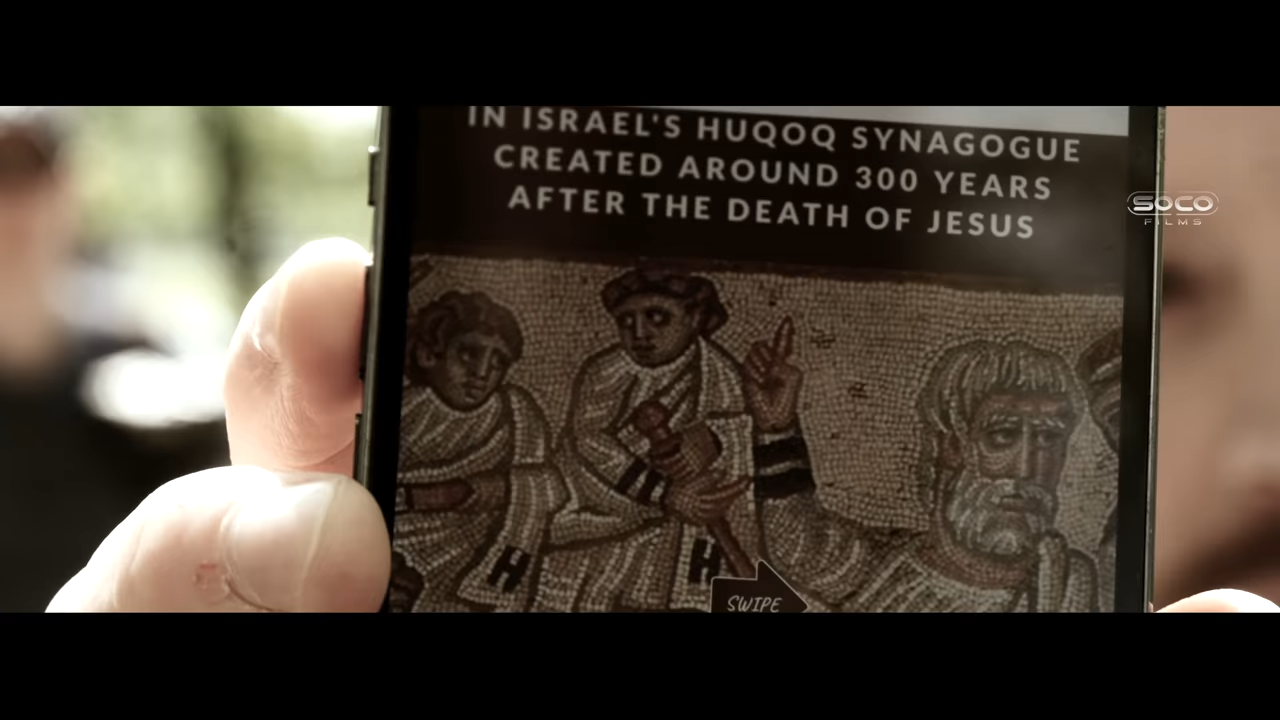 IN ISRAEL'S HUQOQ SYNAGOGUE
CREATED AROUND 300 YEARS
AFTER THE DEATH OF JESUS
SOCO
FILMS
H
H
SWIPE